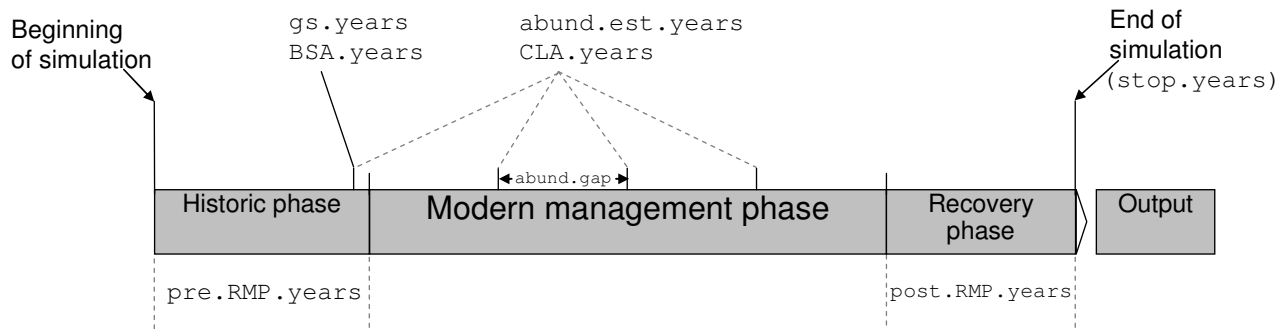 Beginning
of simulation
gs.years
BSA.years
abund.est.years
CLA.years
End of
simulation
(stop.years)
abund.gap
Historic phase
Modern management phase
Recovery
phase
Output
pre.RMP.years
post.RMP.years